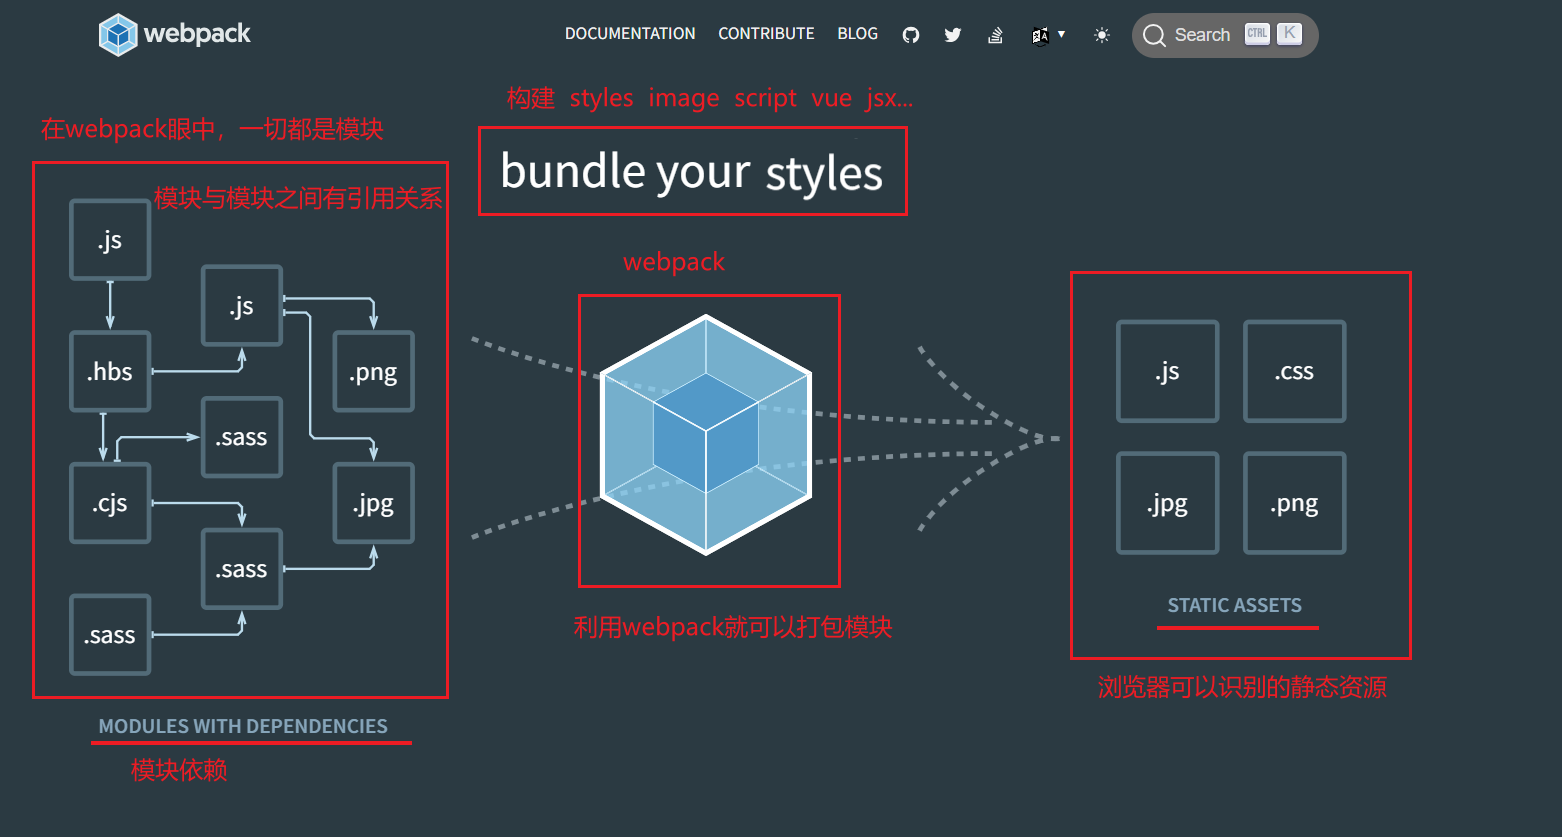 webpack
DOCUMENTATION CONTRIBUTE BLOG Search CTRL K
构建 styles image script vue jsx...
在webpack眼中，一切都是模块
bundle your styles
模块与模块之间有引用关系
.js
.js
.hbs
.png
.sass
.cjs
.jpg
.sass
.sass
MODULES WITH DEPENDENCIES
模块依赖
webpack
利用webpack就可以打包模块
.js .css
.jpg .png
STATIC ASSETS
浏览器可以识别的静态资源